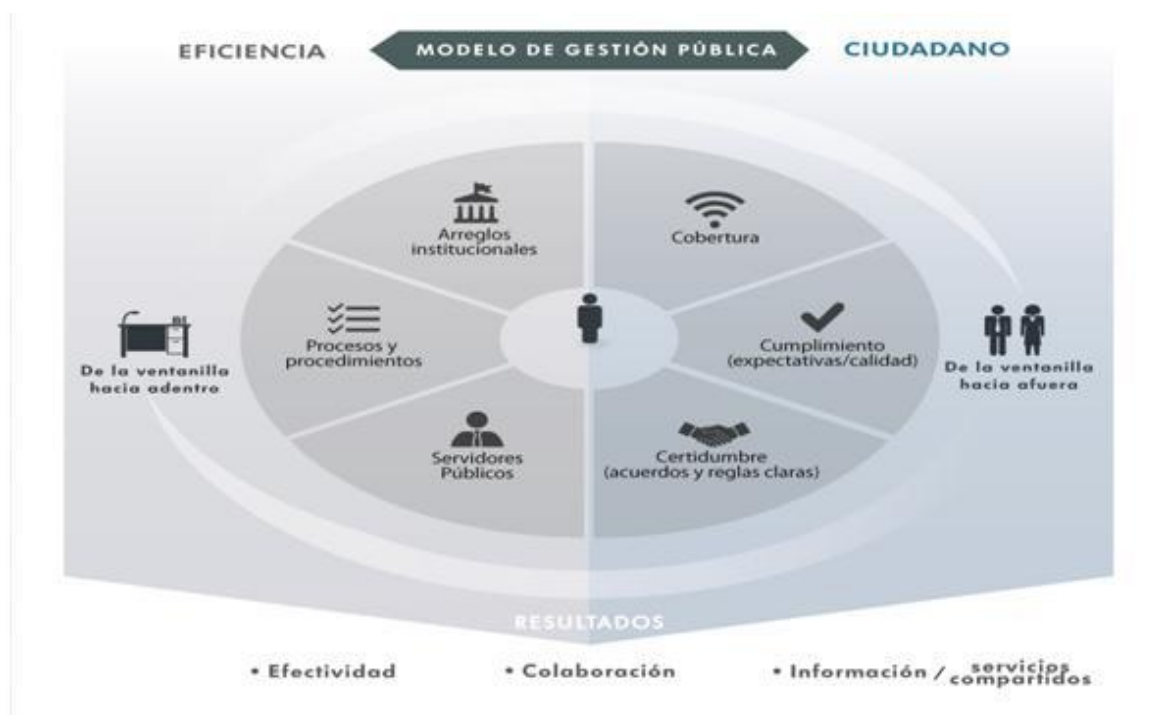 EFICIENCIA
MODELO DE GESTIÓN PÚBLICA
CIUDADANO
Arreglos
institucionales
Cobertura
Procesos y
procedimientos
Cumplimiento
(expectativas/calidad)
De la ventanilla
hacia adentro
De la ventanilla
hacia afuera
Servidores
Públicos
Certidumbre
(acuerdos y reglas claras)
RESULTADOS
• Efectividad
• Colaboración
• Información / servicios
compartidos